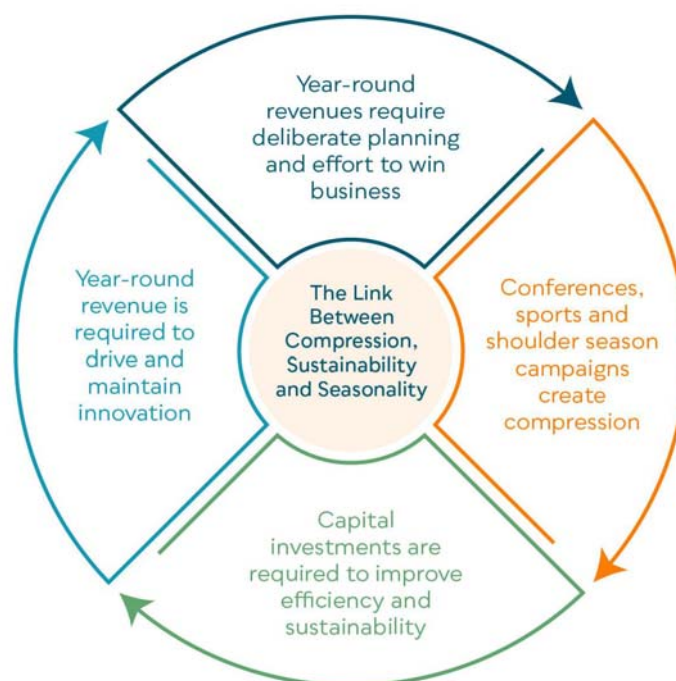 Year-round
revenues require
deliberate planning
and effort to win
business
Conferences,
sports and
shoulder season
campaigns
create
compression
Capital
investments are
required to improve
efficiency and
sustainability
Year-round
revenue is
required to
drive and
maintain
innovation
The Link
Between
Compression,
Sustainability
and Seasonality